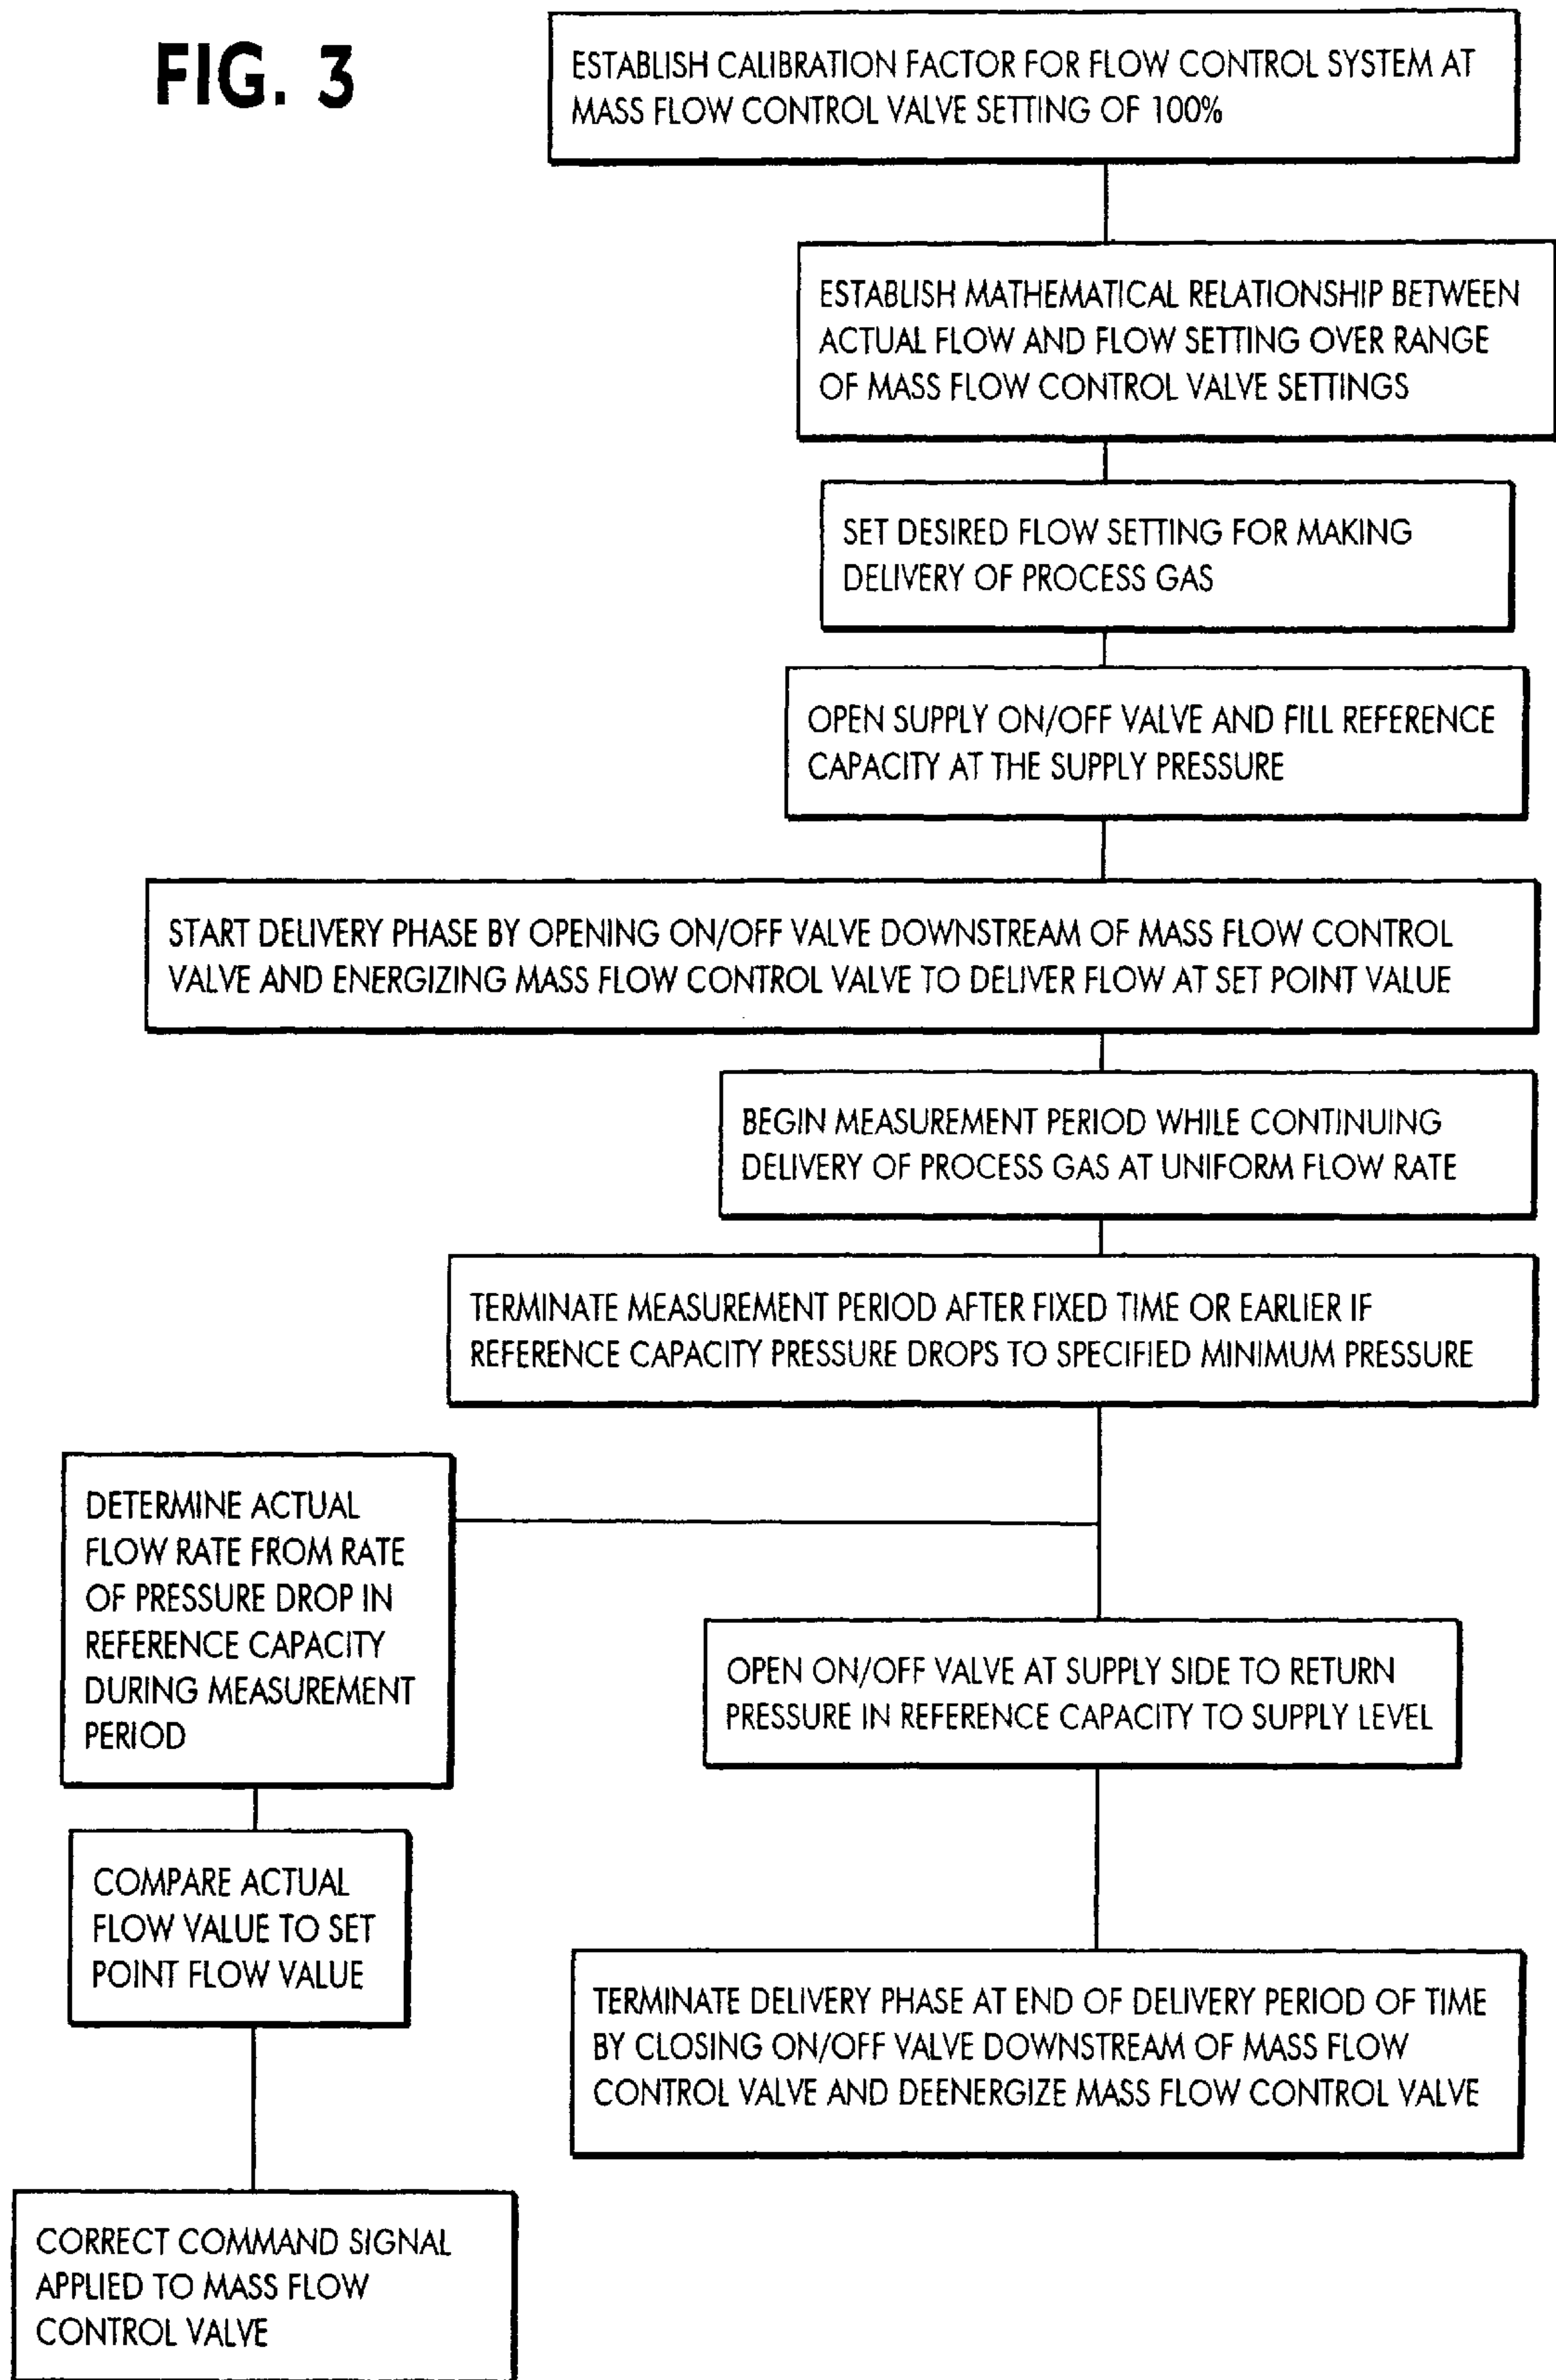 FIG. 3
ESTABLISH CALIBRATION FACTOR FOR FLOW CONTROL SYSTEM AT
MASS FLOW CONTROL VALVE SETTING OF 100%
ESTABLISH MATHEMATICAL RELATIONSHIP BETWEEN
ACTUAL FLOW AND FLOW SETTING OVER RANGE
OF MASS FLOW CONTROL VALVE SETTINGS
SET DESIRED FLOW SETTING FOR MAKING
DELIVERY OF PROCESS GAS
OPEN SUPPLY ON/OFF VALVE AND FILL REFERENCE
CAPACITY AT THE SUPPLY PRESSURE
START DELIVERY PHASE BY OPENING ON/OFF VALVE DOWNSTREAM OF MASS FLOW CONTROL
VALVE AND ENERGIZING MASS FLOW CONTROL VALVE TO DELIVER FLOW AT SET POINT VALUE
BEGIN MEASUREMENT PERIOD WHILE CONTINUING
DELIVERY OF PROCESS GAS AT UNIFORM FLOW RATE
TERMINATE MEASUREMENT PERIOD AFTER FIXED TIME OR EARLIER IF
REFERENCE CAPACITY PRESSURE DROPS TO SPECIFIED MINIMUM PRESSURE
DETERMINE ACTUAL
FLOW RATE FROM RATE
OF PRESSURE DROP IN
REFERENCE CAPACITY
DURING MEASUREMENT
PERIOD
OPEN ON/OFF VALVE AT SUPPLY SIDE TO RETURN
PRESSURE IN REFERENCE CAPACITY TO SUPPLY LEVEL
COMPARE ACTUAL
FLOW VALUE TO SET
POINT FLOW VALUE
TERMINATE DELIVERY PHASE AT END OF DELIVERY PERIOD OF TIME
BY CLOSING ON/OFF VALVE DOWNSTREAM OF MASS FLOW
CONTROL VALVE AND DEENERGIZE MASS FLOW CONTROL VALVE
CORRECT COMMAND SIGNAL
APPLIED TO MASS FLOW
CONTROL VALVE